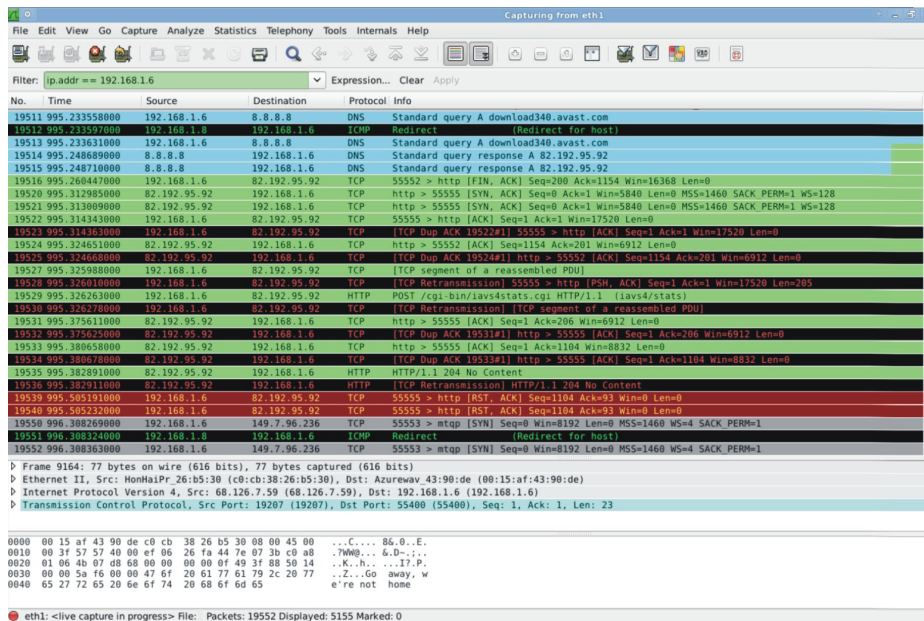 Capturing from eth1
File Edit View Go Capture Analyze Statistics Telephony Tools Internals Help
Filter: ip.addr == 192.168.1.6 Expression... Clear Apply
No. Time Source Destination Protocol Info
19511 995.233558000 192.168.1.6 8.8.8.8 DNS Standard query A download340.avast.com
19512 995.233597000 192.168.1.8 192.168.1.6 ICMP Redirect (Redirect for host)
19513 995.233631000 192.168.1.6 8.8.8.8 DNS Standard query A download340.avast.com
19514 995.248689000 8.8.8.8 192.168.1.6 DNS Standard query response A 82.192.95.92
19515 995.248710000 8.8.8.8 192.168.1.6 DNS Standard query response A 82.192.95.92
19516 995.260447000 192.168.1.6 82.192.95.92 TCP 55552 > http [FIN, ACK] Seq=200 Ack=1154 Win=16368 Len=0
19520 995.312985000 82.192.95.92 192.168.1.6 TCP http > 55555 [SYN, ACK] Seq=0 Ack=1 Win=5840 Len=0 MSS=1460 SACK_PERM=1 WS=128
19521 995.313009000 82.192.95.92 192.168.1.6 TCP http > 55555 [SYN, ACK] Seq=0 Ack=1 Win=5840 Len=0 MSS=1460 SACK_PERM=1 WS=128
19522 995.314343000 192.168.1.6 82.192.95.92 TCP 55555 > http [ACK] Seq=1 Ack=1 Win=17520 Len=0
19523 995.314363000 192.168.1.6 82.192.95.92 TCP [TCP Dup ACK 19522#1] 55555 > http [ACK] Seq=1 Ack=1 Win=17520 Len=0
19524 995.324651000 82.192.95.92 192.168.1.6 TCP http > 55552 [ACK] Seq=1154 Ack=201 Win=6912 Len=0
19525 995.324668000 82.192.95.92 192.168.1.6 TCP [TCP Dup ACK 19524#1] http > 55552 [ACK] Seq=1154 Ack=201 Win=6912 Len=0
19527 995.325988000 192.168.1.6 82.192.95.92 TCP [TCP segment of a reassembled PDU]
19528 995.326010000 192.168.1.6 82.192.95.92 TCP [TCP Retransmission] 55555 > http [PSH, ACK] Seq=1 Ack=1 Win=17520 Len=205
19529 995.326263000 192.168.1.6 82.192.95.92 HTTP POST /cgi-bin/iavs4stats.cgi HTTP/1.1 (iavs4/stats)
19530 995.326278000 192.168.1.6 82.192.95.92 TCP [TCP Retransmission] [TCP segment of a reassembled PDU]
19531 995.375611000 82.192.95.92 192.168.1.6 TCP http > 55555 [ACK] Seq=1 Ack=206 Win=6912 Len=0
19532 995.375625000 82.192.95.92 192.168.1.6 TCP [TCP Dup ACK 19531#1] http > 55555 [ACK] Seq=1 Ack=206 Win=6912 Len=0
19533 995.380658000 82.192.95.92 192.168.1.6 TCP http > 55555 [ACK] Seq=1 Ack=1104 Win=8832 Len=0
19534 995.380678000 82.192.95.92 192.168.1.6 TCP [TCP Dup ACK 19533#1] http > 55555 [ACK] Seq=1 Ack=1104 Win=8832 Len=0
19535 995.382891000 82.192.95.92 192.168.1.6 HTTP HTTP/1.1 204 No Content
19536 995.382911000 82.192.95.92 192.168.1.6 HTTP [TCP Retransmission] HTTP/1.1 204 No Content
19539 995.505191000 192.168.1.6 82.192.95.92 TCP 55555 > http [RST, ACK] Seq=1104 Ack=93 Win=0 Len=0
19540 995.505232000 192.168.1.6 82.192.95.92 TCP 55555 > http [RST, ACK] Seq=1104 Ack=93 Win=0 Len=0
19550 996.308269000 192.168.1.6 149.7.96.236 TCP 55553 > mtqp [SYN] Seq=0 Win=8192 Len=0 MSS=1460 WS=4 SACK_PERM=1
19551 996.308324000 192.168.1.8 192.168.1.6 ICMP Redirect (Redirect for host)
19552 996.308363000 192.168.1.6 149.7.96.236 TCP 55553 > mtqp [SYN] Seq=0 Win=8192 Len=0 MSS=1460 WS=4 SACK_PERM=1
Frame 9164: 77 bytes on wire (616 bits), 77 bytes captured (616 bits)
Ethernet II, Src: HonHaiPr_26:b5:30 (c0:cb:38:26:b5:30), Dst: Azurewav_43:90:de (00:15:af:43:90:de)
Internet Protocol Version 4, Src: 68.126.7.59 (68.126.7.59), Dst: 192.168.1.6 (192.168.1.6)
Transmission Control Protocol, Src Port: 19207 (19207), Dst Port: 55400 (55400), Seq: 1, Ack: 1, Len: 23
0000 00 15 af 43 90 de c0 cb 38 26 b5 30 08 00 45 00 ...C.... 8&.0..E.
0010 00 3f 57 57 40 00 ef 06 26 fa 44 7e 07 3b c0 a8 .?WW@... &.D~.;..
0020 01 06 4b 07 d8 68 00 00 00 00 0f 49 3f 88 50 14 ..K..h.. ...I?.P.
0030 00 00 5a f6 00 00 47 6f 20 61 77 61 79 2c 20 77 ..Z...Go away, w
0040 65 27 72 65 20 6e 6f 74 20 68 6f 6d 65 e're not home
eth1: <live capture in progress> File: Packets: 19552 Displayed: 5155 Marked: 0